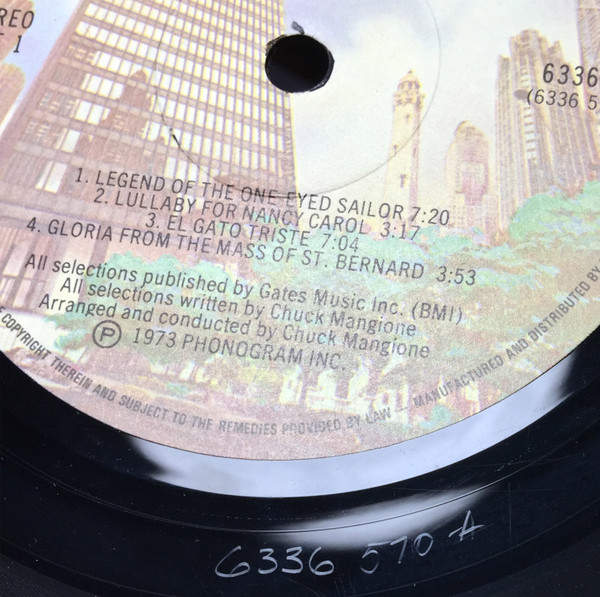 REO
1
6336
(6336 5
1. LEGEND OF THE ONE EYED SAILOR 7:20
2. LULLABY FOR NANCY CAROL 3:17
3. EL GATO TRISTE 7:04
4. GLORIA FROM THE MASS OF ST. BERNARD 3:53
All selections published by Gates Music Inc. (BMI)
All selections written by Chuck Mangione
Arranged and conducted by Chuck Mangione
Ⓟ 1973 PHONOGRAM INC.
COPYRIGHT THEREIN AND SUBJECT TO THE REMEDIES PROVIDED BY LAW — MANUFACTURED AND DISTRIBUTED BY
6336 570 A